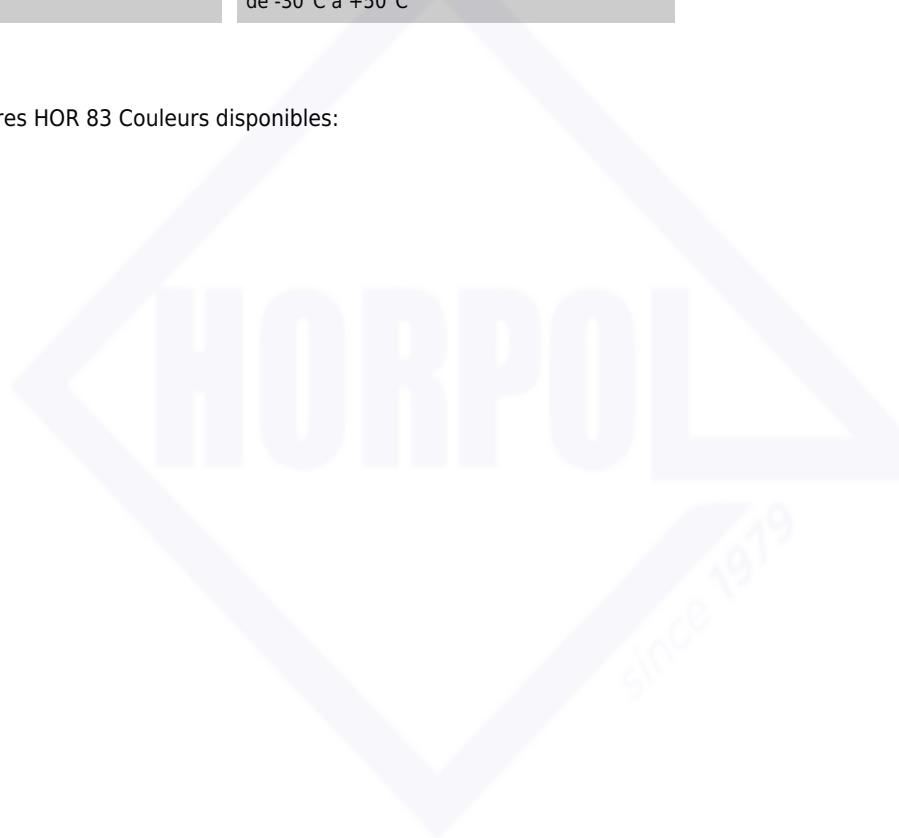 de -30°C à +50°C
res HOR 83 Couleurs disponibles:
HORPOL
since 1979